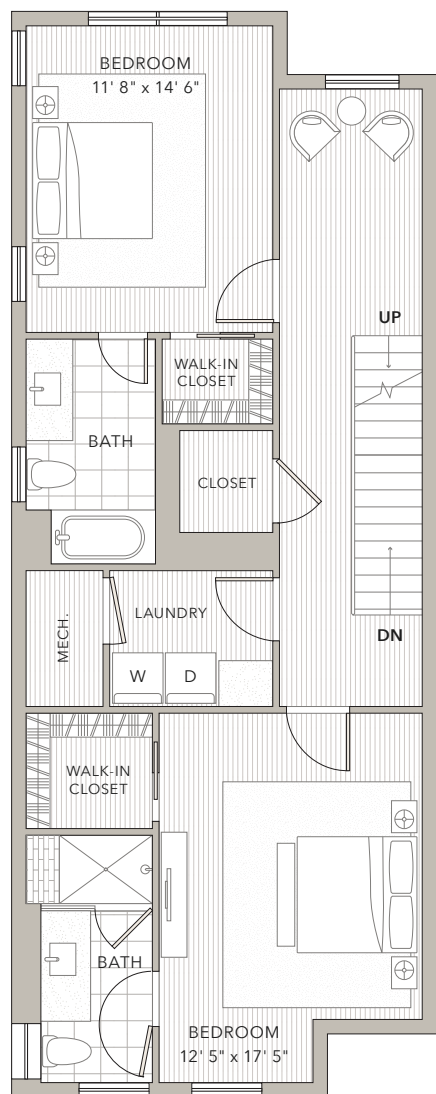 BEDROOM
11' 8" x 14' 6"
UP
WALK-IN
CLOSET
BATH
CLOSET
LAUNDRY
MECH.
W
D
DN
WALK-IN
CLOSET
BATH
BEDROOM
12' 5" x 17' 5"